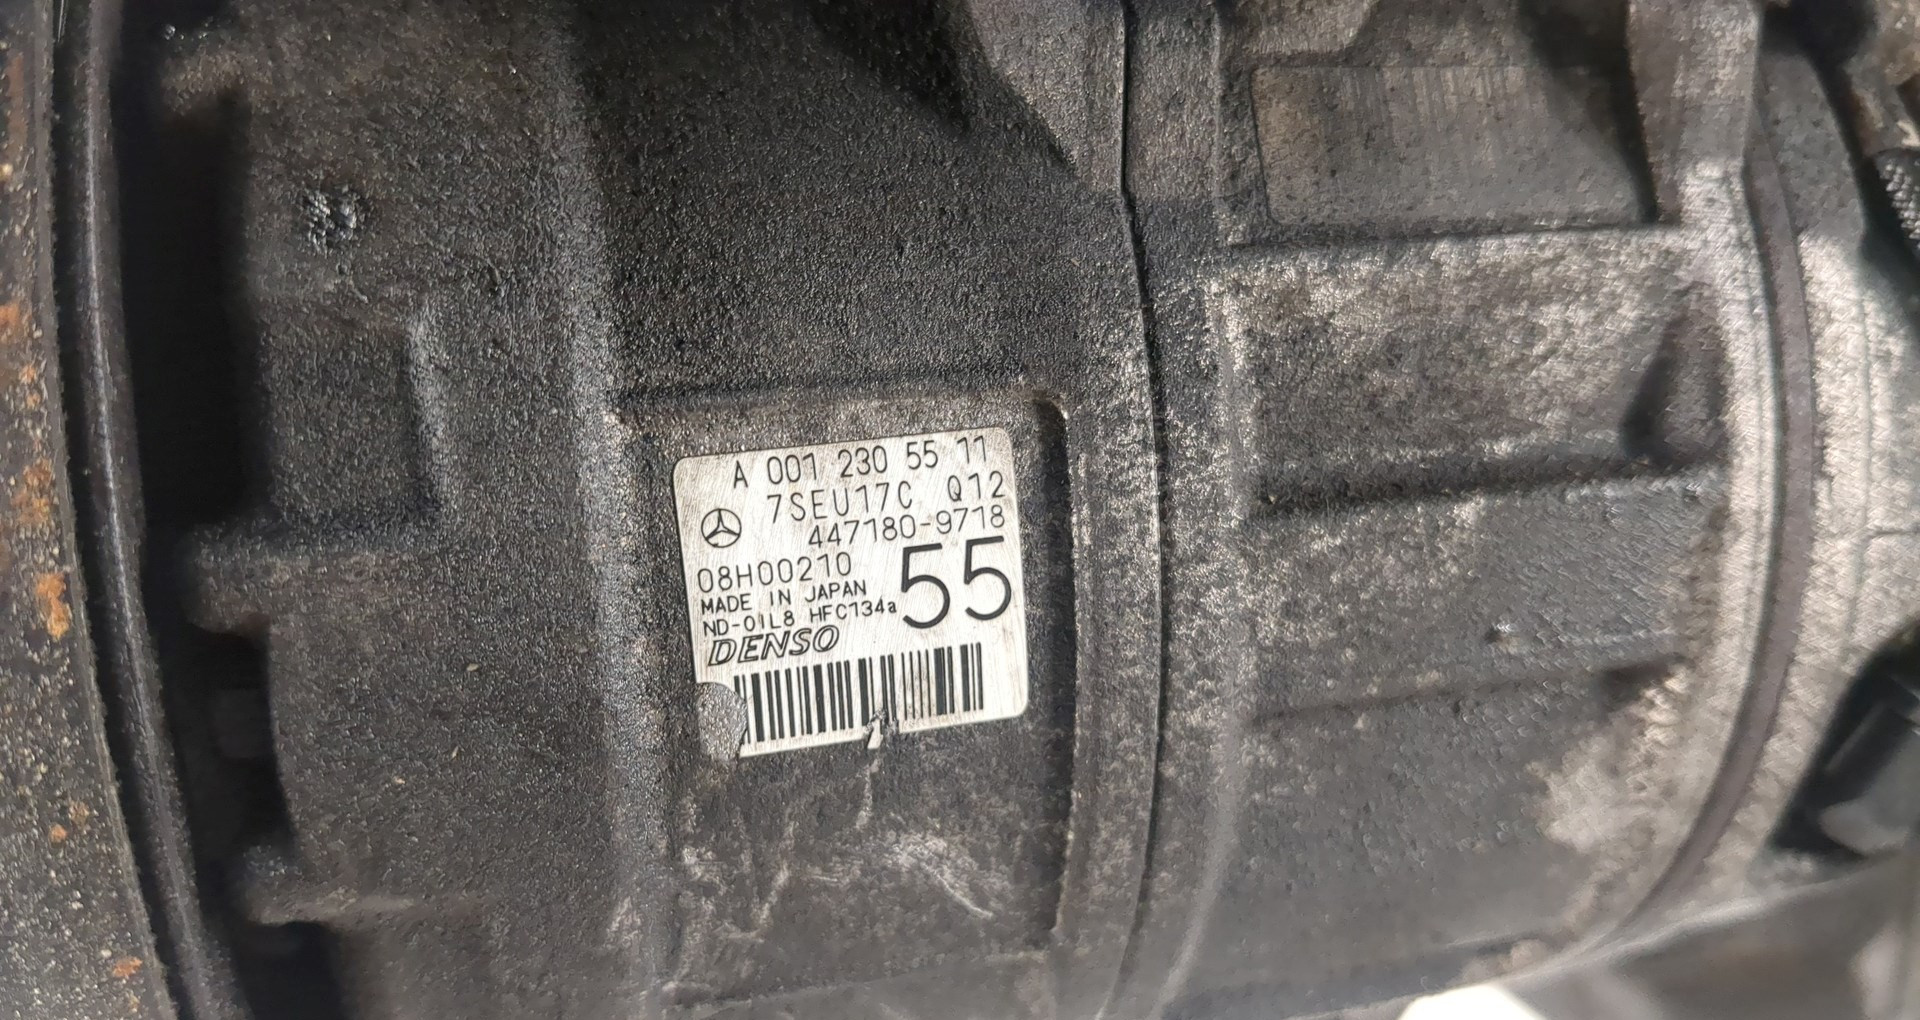 A 001 230 55 11
7SEU17C Q12
447180-9718
08H00210
55
MADE IN JAPAN
ND-OIL8 HFC134a
DENSO